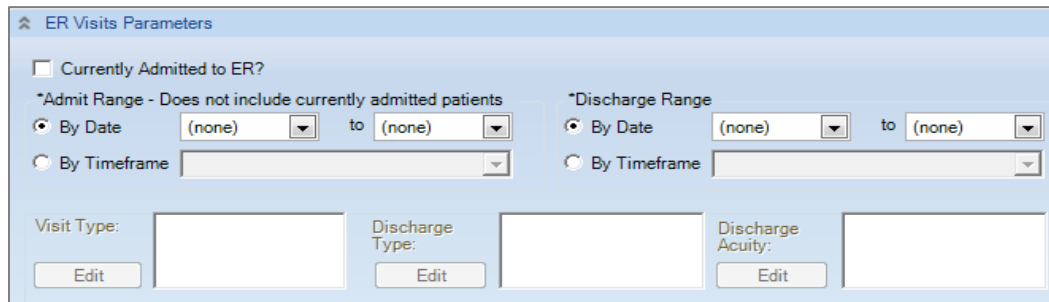 ER Visits Parameters
Currently Admitted to ER?
*Admit Range - Does not include currently admitted patients
By Date (none) to (none)
By Timeframe
*Discharge Range
By Date (none) to (none)
By Timeframe
Visit Type:
Edit
Discharge
Type:
Edit
Discharge
Acuity:
Edit